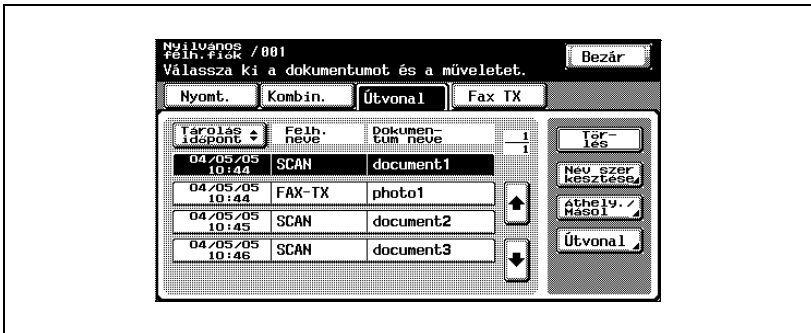 Nyilvános
felh.fiók /001
Válassza ki a dokumentumot és a műveletet.
Bezár
Nyomt.
Kombin.
Útvonal
Fax TX
Tárolás
időpont
Felh.
neve
Dokumen-
tum neve
1
1
04/05/05
10:44
SCAN
document1
04/05/05
10:44
FAX-TX
photo1
04/05/05
10:45
SCAN
document2
04/05/05
10:46
SCAN
document3
Tör-
lés
Név szer
kesztése
Áthely./
Másol
Útvonal